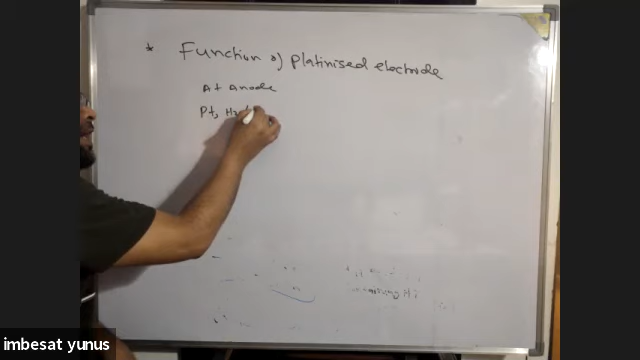 * Function of Platinised electrode
At Anode
Pt, H2
imbesat yunus